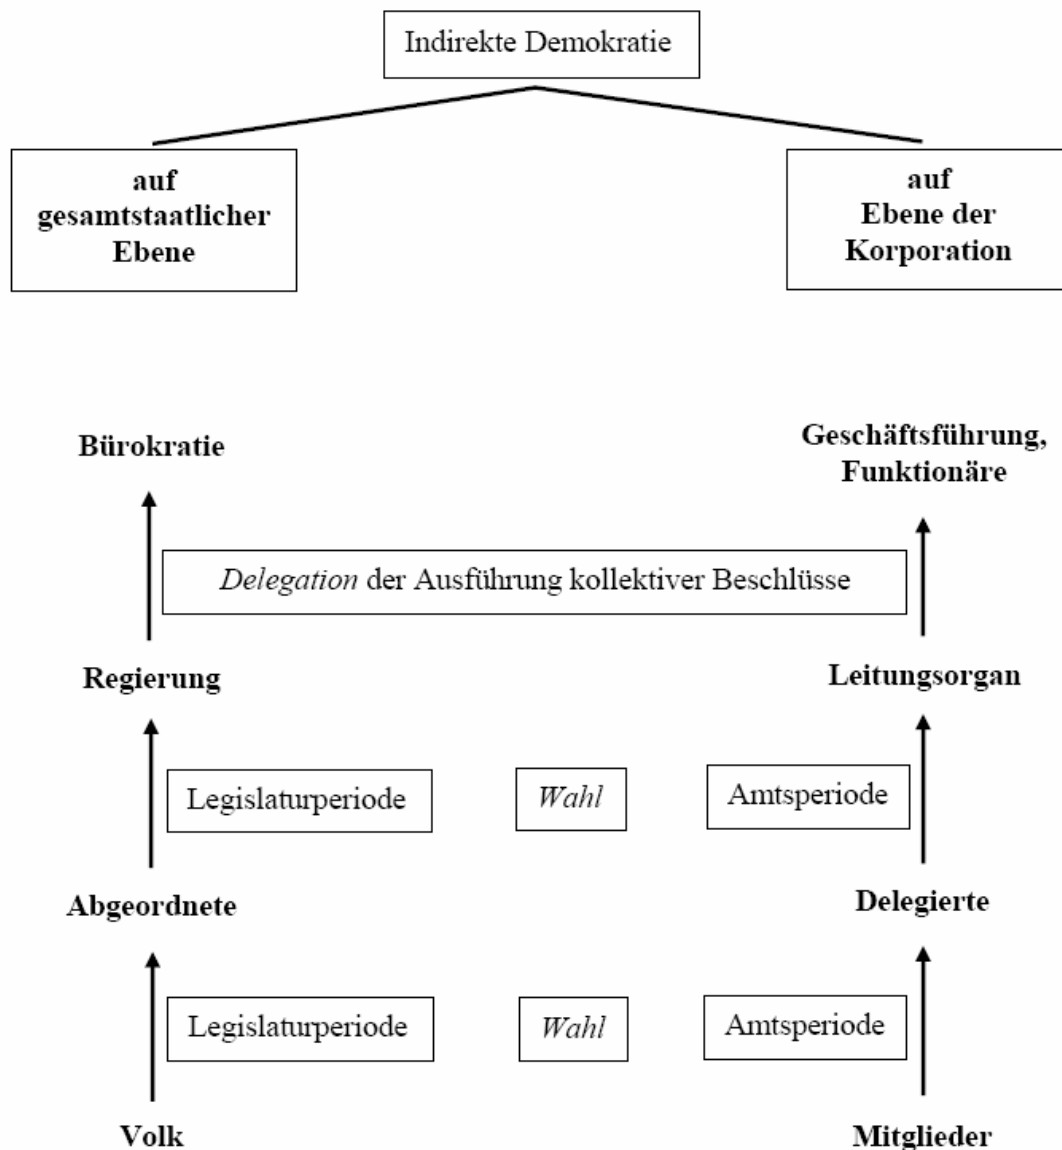 Indirekte Demokratie
auf
gesamtstaatlicher
Ebene
auf
Ebene der
Korporation
Bürokratie
Geschäftsführung,
Funktionäre
Delegation der Ausführung kollektiver Beschlüsse
Regierung
Leitungsorgan
Legislaturperiode
Wahl
Amtsperiode
Abgeordnete
Delegierte
Legislaturperiode
Wahl
Amtsperiode
Volk
Mitglieder